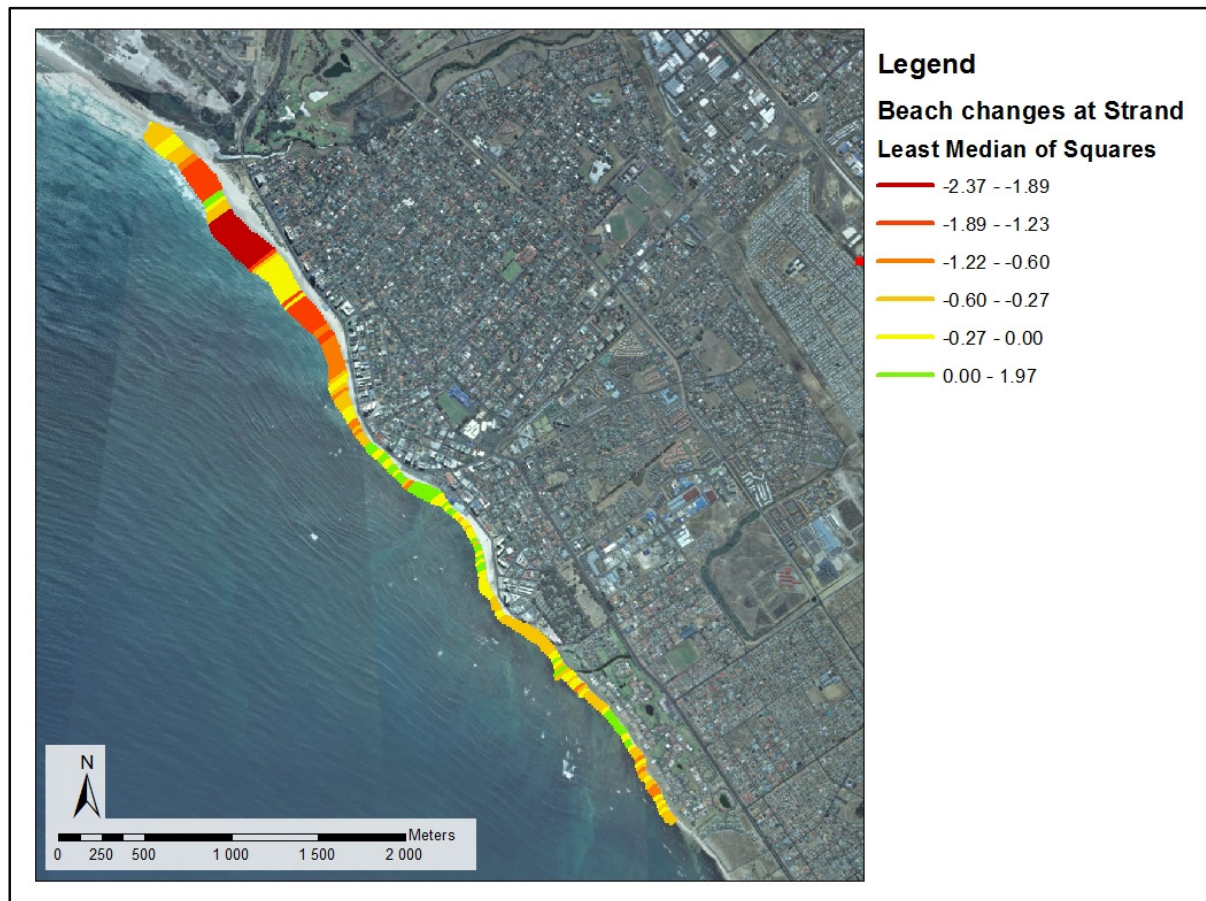 Legend
Beach changes at Strand
Least Median of Squares
-2.37 - -1.89
-1.89 - -1.23
-1.22 - -0.60
-0.60 - -0.27
-0.27 - 0.00
0.00 - 1.97
N
Meters
0 250 500 1 000 1 500 2 000